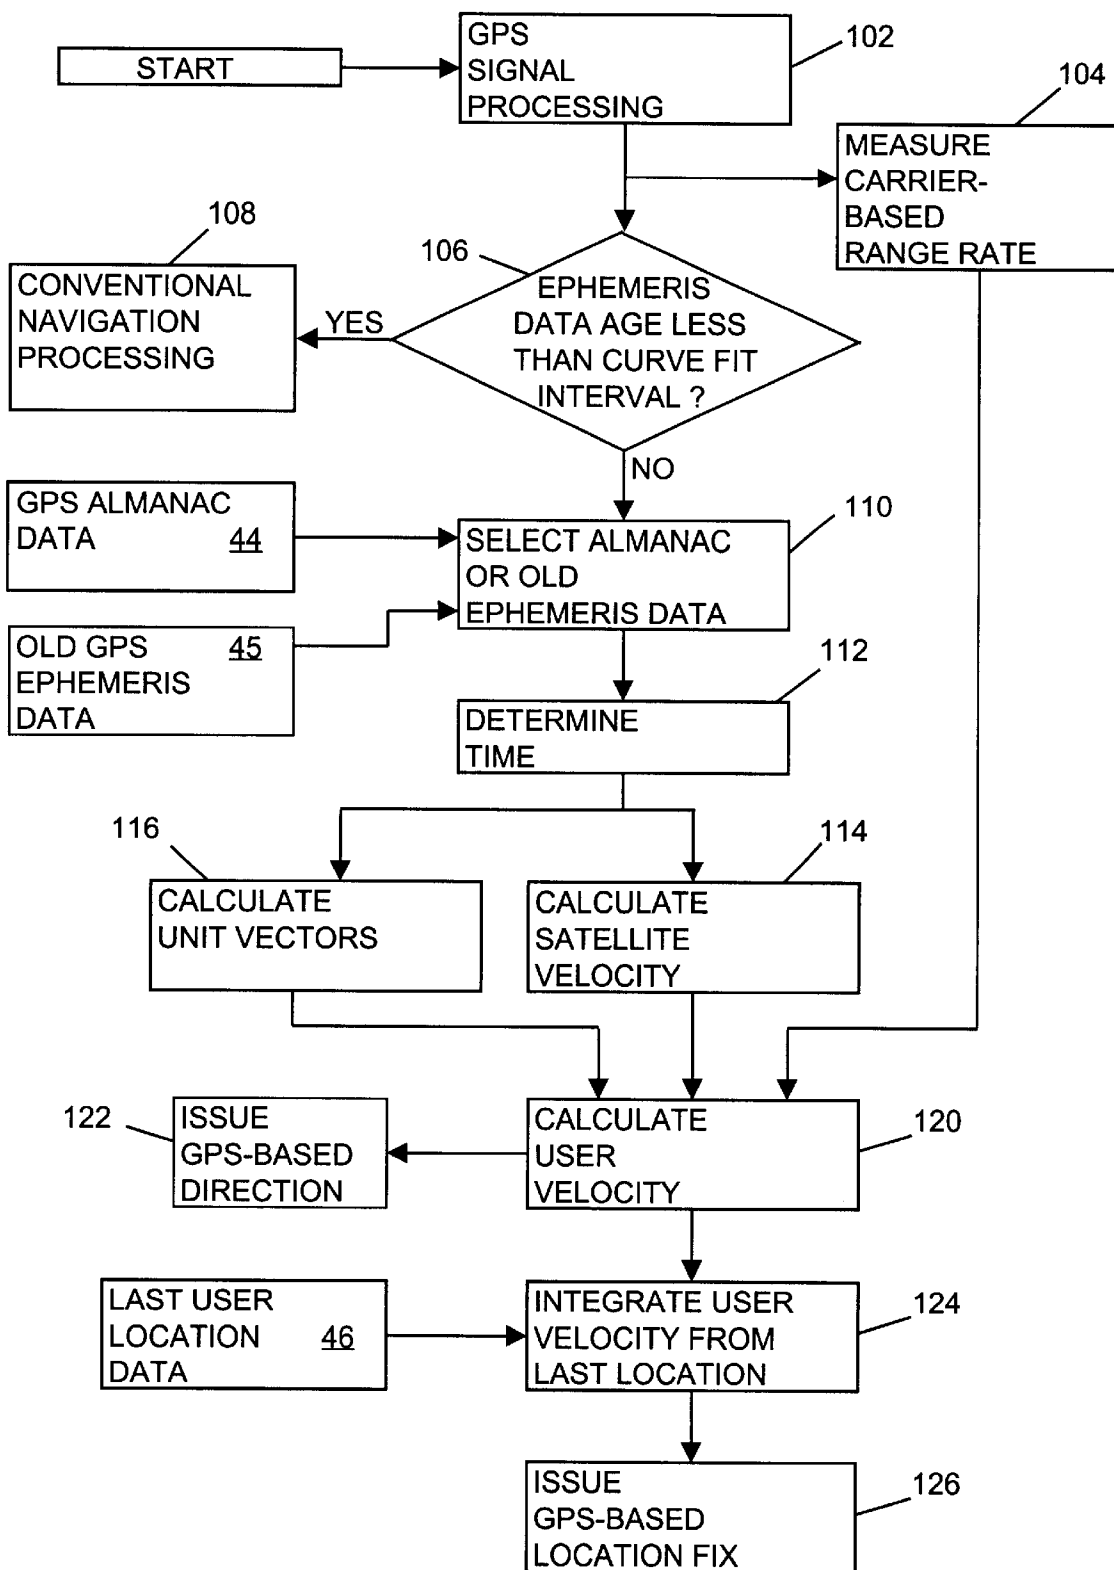 START
GPS
SIGNAL
PROCESSING
102
104
MEASURE
CARRIER-
BASED
RANGE RATE
108
CONVENTIONAL
NAVIGATION
PROCESSING
YES
106
EPHEMERIS
DATA AGE LESS
THAN CURVE FIT
INTERVAL ?
NO
GPS ALMANAC
DATA 44
OLD GPS 45
EPHEMERIS
DATA
110
SELECT ALMANAC
OR OLD
EPHEMERIS DATA
112
DETERMINE
TIME
116
CALCULATE
UNIT VECTORS
114
CALCULATE
SATELLITE
VELOCITY
122
ISSUE
GPS-BASED
DIRECTION
CALCULATE
USER
VELOCITY
120
LAST USER
LOCATION 46
DATA
INTEGRATE USER
VELOCITY FROM
LAST LOCATION
124
ISSUE
GPS-BASED
LOCATION FIX
126